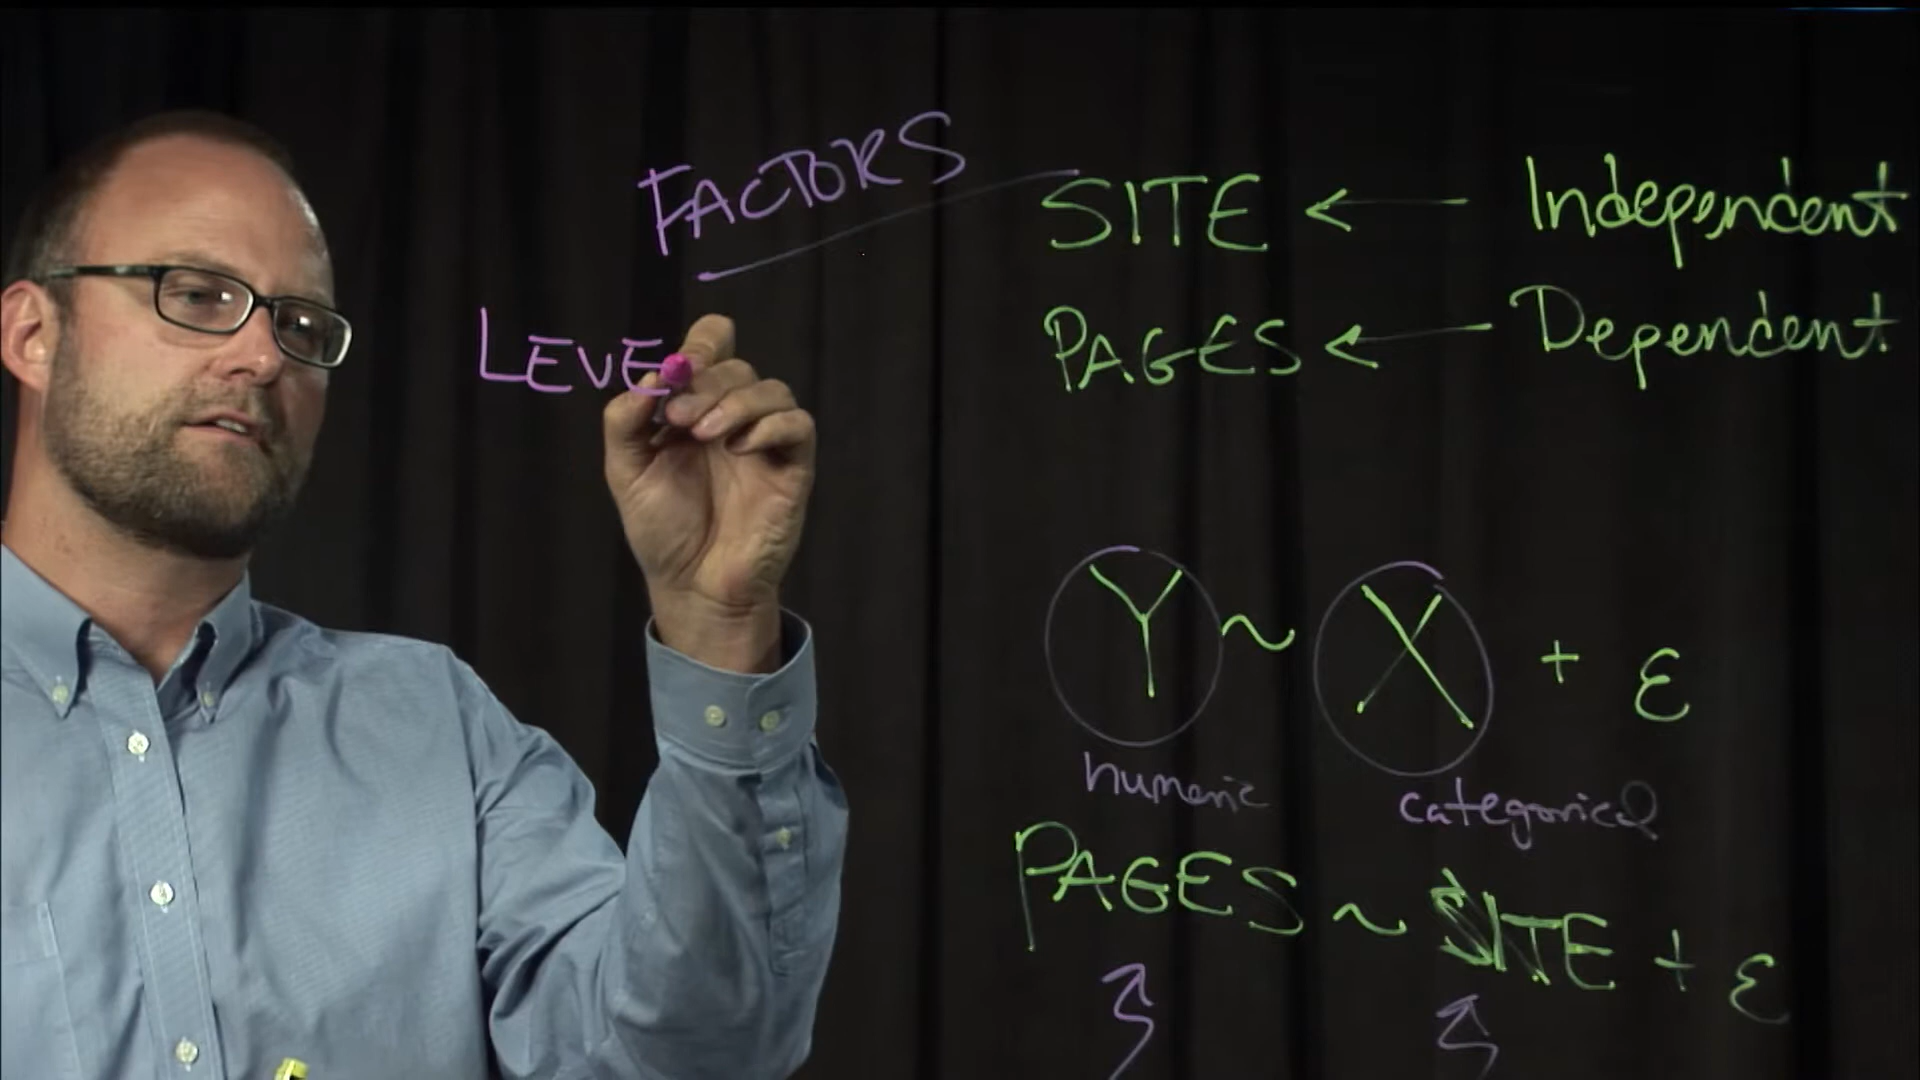 FACTORS
SITE ← Independent
LEVE
PAGES ← Dependent
Y ~ X + ε
numeric
categorical
PAGES ~ SITE + ε